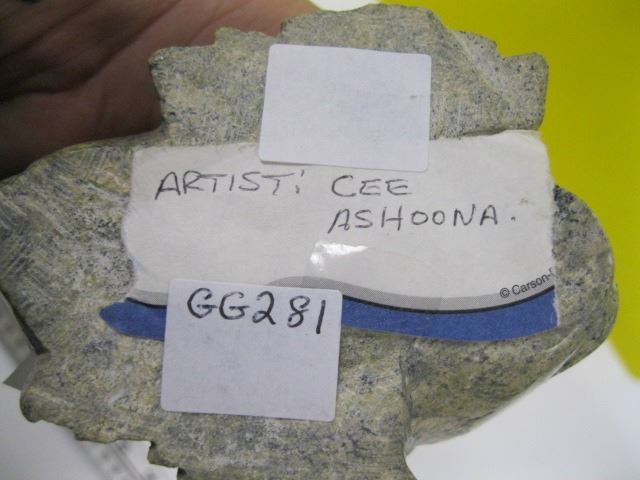 ARTIST: CEE
ASHOONA.
© Carson-
GG281